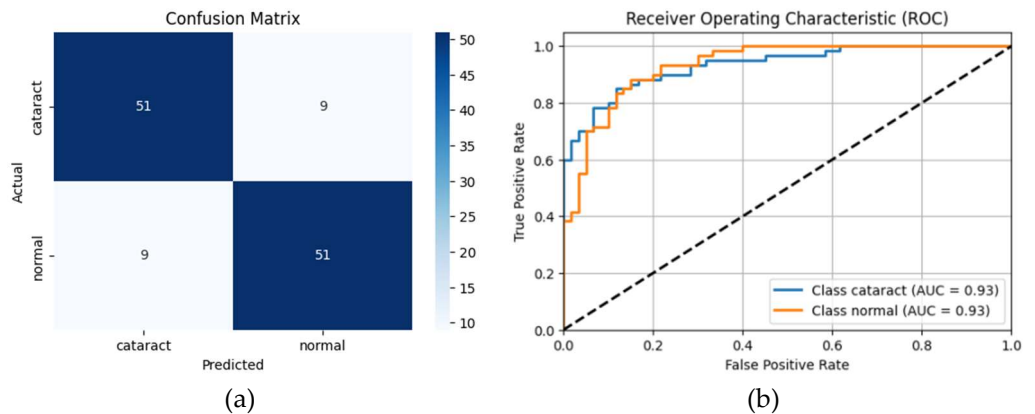 Confusion Matrix
Actual
cataract
normal
51
9
9
51
cataract
normal
Predicted
50
45
40
35
30
25
20
15
10
(a)
Receiver Operating Characteristic (ROC)
True Positive Rate
1.0
0.8
0.6
0.4
0.2
0.0
Class cataract (AUC = 0.93)
Class normal (AUC = 0.93)
0.0
0.2
0.4
0.6
0.8
1.0
False Positive Rate
(b)